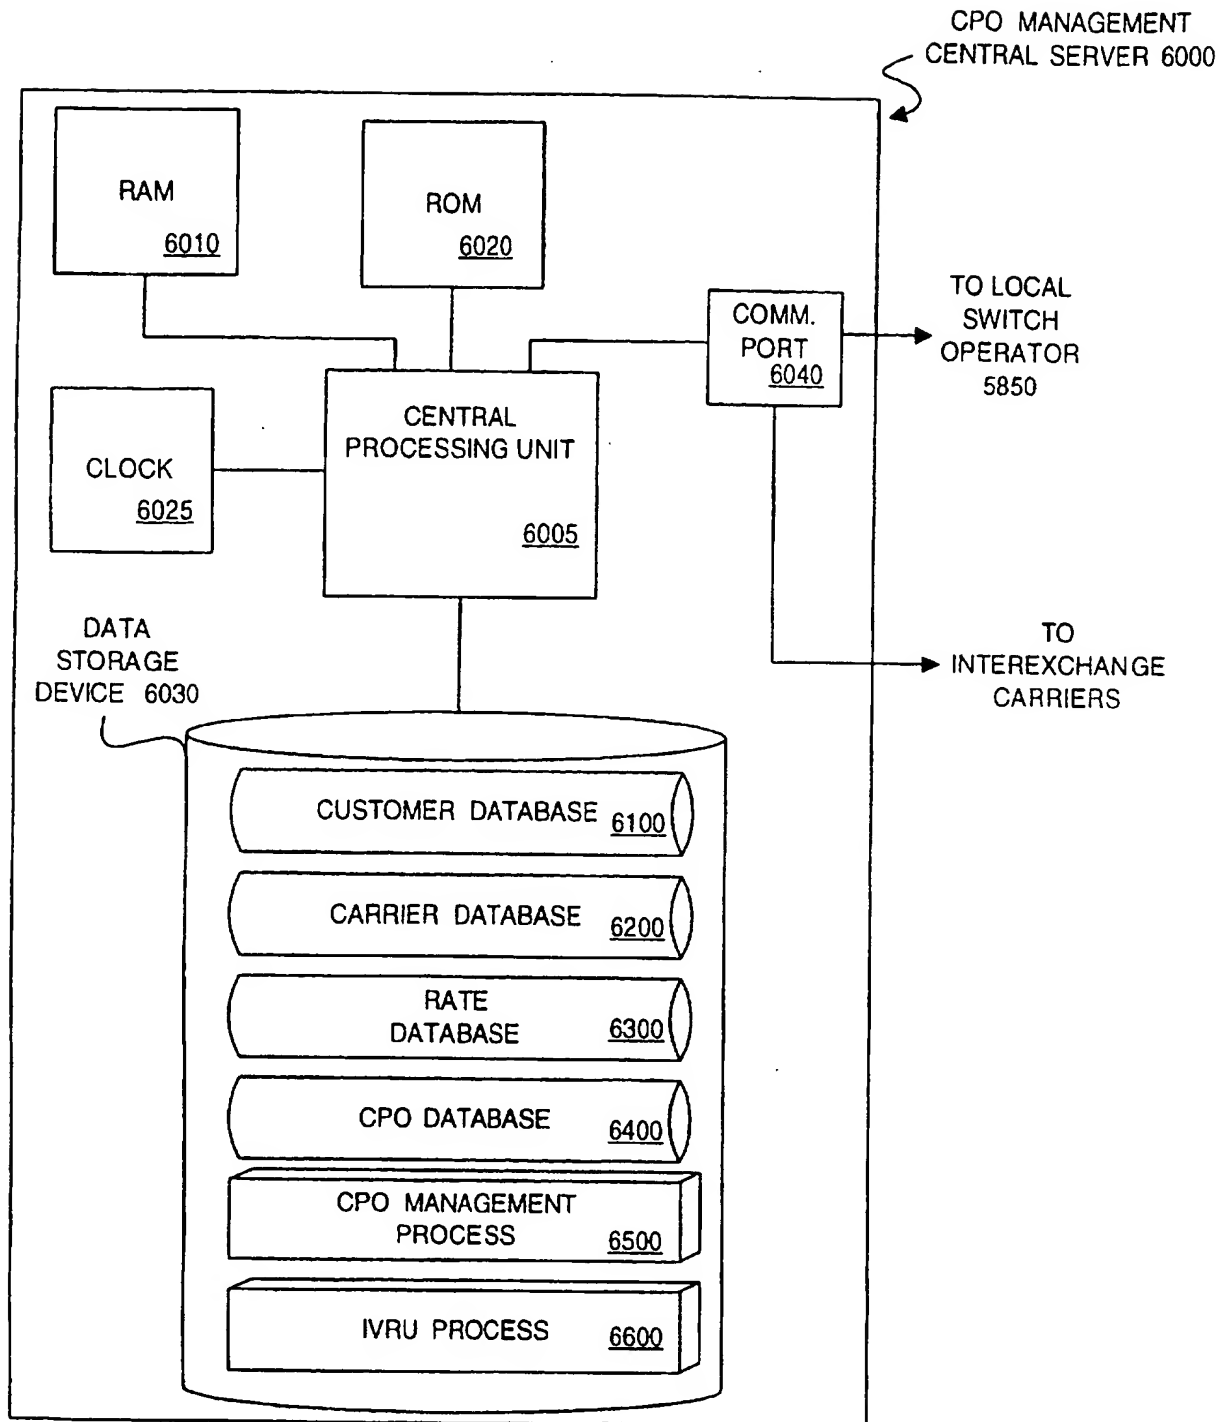 CPO MANAGEMENT
CENTRAL SERVER 6000
RAM
6010
ROM
6020
COMM.
PORT
6040
TO LOCAL
SWITCH
OPERATOR
5850
CENTRAL
PROCESSING UNIT
6005
CLOCK
6025
DATA
STORAGE
DEVICE 6030
TO
INTEREXCHANGE
CARRIERS
CUSTOMER DATABASE 6100
CARRIER DATABASE 6200
RATE
DATABASE 6300
CPO DATABASE 6400
CPO MANAGEMENT
PROCESS 6500
IVRU PROCESS 6600